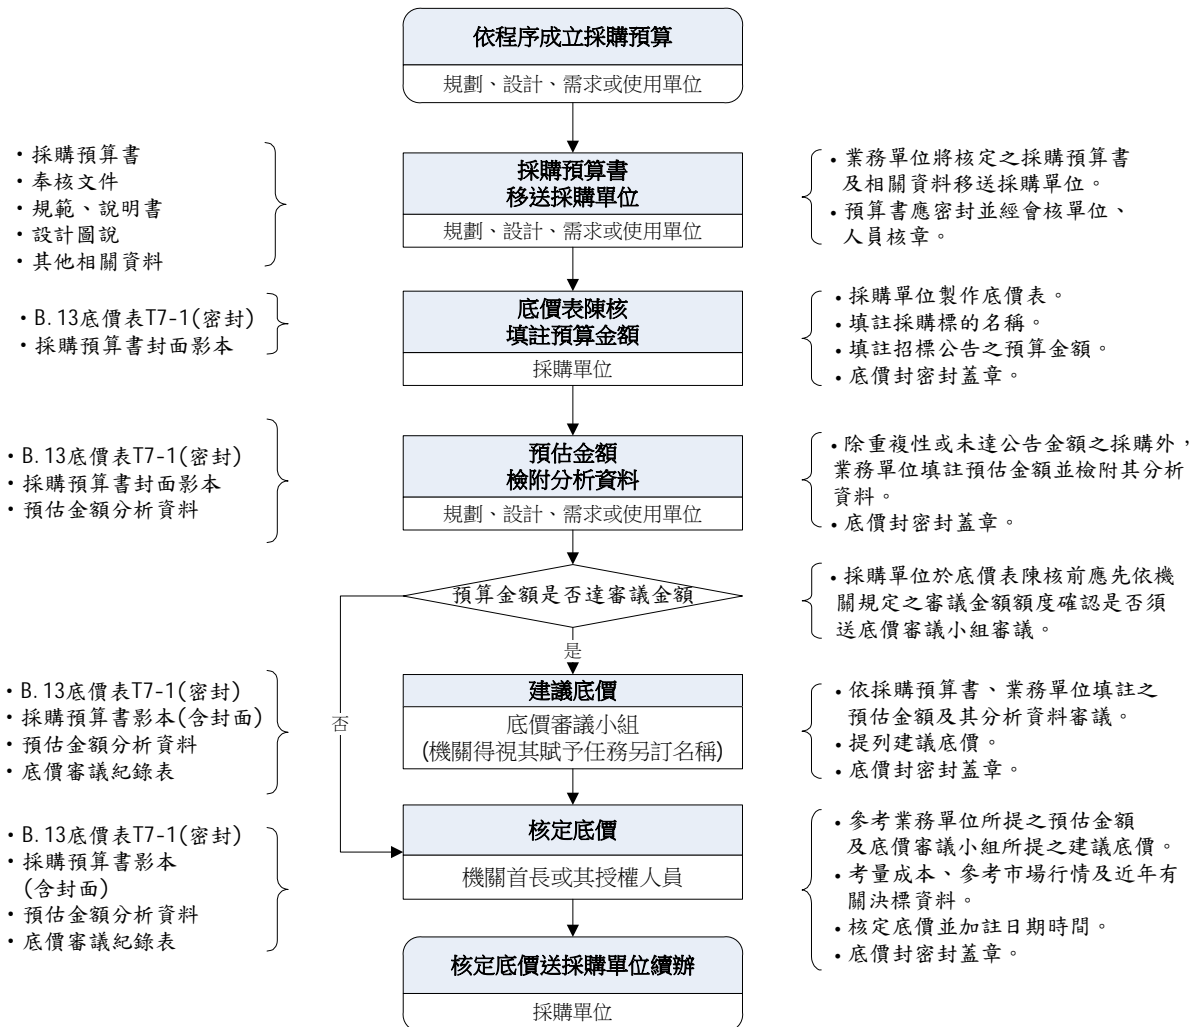 依程序成立採購預算
規劃、設計、需求或使用單位
・採購預算書
・奉核文件
・規範、說明書
・設計圖說
・其他相關資料
採購預算書
移送採購單位
規劃、設計、需求或使用單位
・業務單位將核定之採購預算書
及相關資料移送採購單位。
・預算書應密封並經會核單位、
人員核章。
・B.13底價表T7-1(密封)
・採購預算書封面影本
底價表陳核
填註預算金額
採購單位
・採購單位製作底價表。
・填註採購標的名稱。
・填註招標公告之預算金額。
・底價封密封蓋章。
・B.13底價表T7-1(密封)
・採購預算書封面影本
・預估金額分析資料
預估金額
檢附分析資料
規劃、設計、需求或使用單位
・除重複性或未達公告金額之採購外，
業務單位填註預估金額並檢附其分析
資料。
・底價封密封蓋章。
預算金額是否達審議金額
・採購單位於底價表陳核前應先依機
關規定之審議金額額度確認是否須
送底價審議小組審議。
是
否
・B.13底價表T7-1(密封)
・採購預算書影本(含封面)
・預估金額分析資料
・底價審議紀錄表
建議底價
底價審議小組
(機關得視其賦予任務另訂名稱)
・依採購預算書、業務單位填註之
預估金額及其分析資料審議。
・提列建議底價。
・底價封密封蓋章。
・B.13底價表T7-1(密封)
・採購預算書影本
(含封面)
・預估金額分析資料
・底價審議紀錄表
核定底價
機關首長或其授權人員
・參考業務單位所提之預估金額
及底價審議小組所提之建議底價。
・考量成本、參考市場行情及近年有
關決標資料。
・核定底價並加註日期時間。
・底價封密封蓋章。
核定底價送採購單位續辦
採購單位